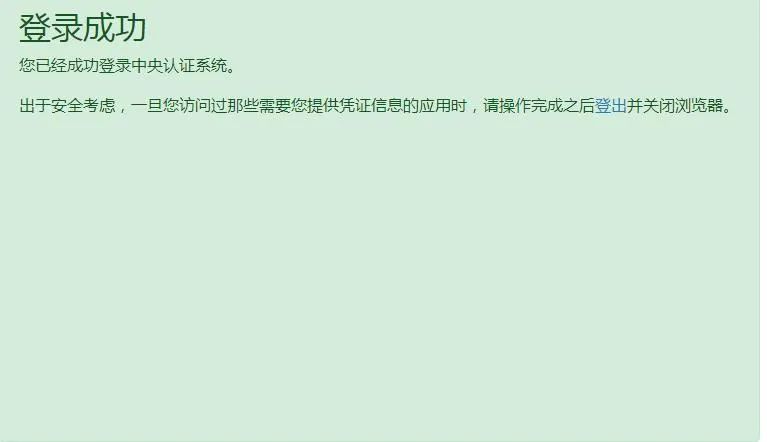 登录成功
您已经成功登录中央认证系统。
出于安全考虑，一旦您访问过那些需要您提供凭证信息的应用时，请操作完成之后登出并关闭浏览器。